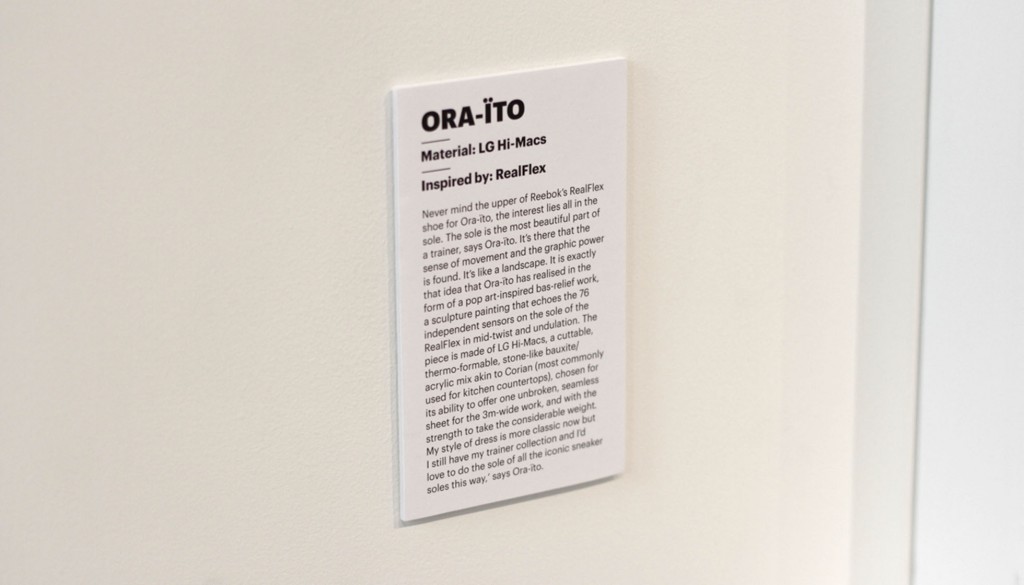 ORA-ÏTO
Material: LG Hi-Macs
Inspired by: RealFlex
Never mind the upper of Reebok's RealFlex
shoe for Ora-ïto, the interest lies all in the
sole. The sole is the most beautiful part of
a trainer, says Ora-ïto. It's there that the
sense of movement and the graphic power
is found. It's like a landscape. It is exactly
that idea that Ora-ïto has realised in the
form of a pop art-inspired bas-relief work,
a sculpture painting that echoes the 76
independent sensors on the sole of the
RealFlex in mid-twist and undulation. The
piece is made of LG Hi-Macs, a cuttable,
thermo-formable, stone-like bauxite/
acrylic mix akin to Corian (most commonly
used for kitchen countertops), chosen for
its ability to offer one unbroken, seamless
sheet for the 3m-wide work, and with the
strength to take the considerable weight.
My style of dress is more classic now but
I still have my trainer collection and I'd
love to do the sole of all the iconic sneaker
soles this way,' says Ora-ïto.